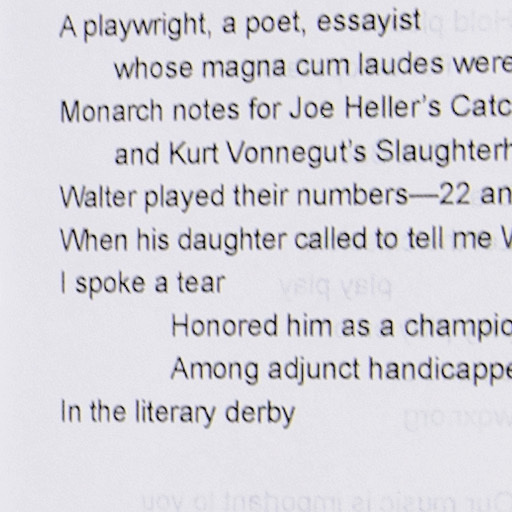 A playwright, a poet, essayist
whose magna cum laudes were
Monarch notes for Joe Heller's Catc
and Kurt Vonnegut's Slaughterh
Walter played their numbers—22 an
When his daughter called to tell me W
I spoke a tear
Honored him as a champio
Among adjunct handicappe
In the literary derby